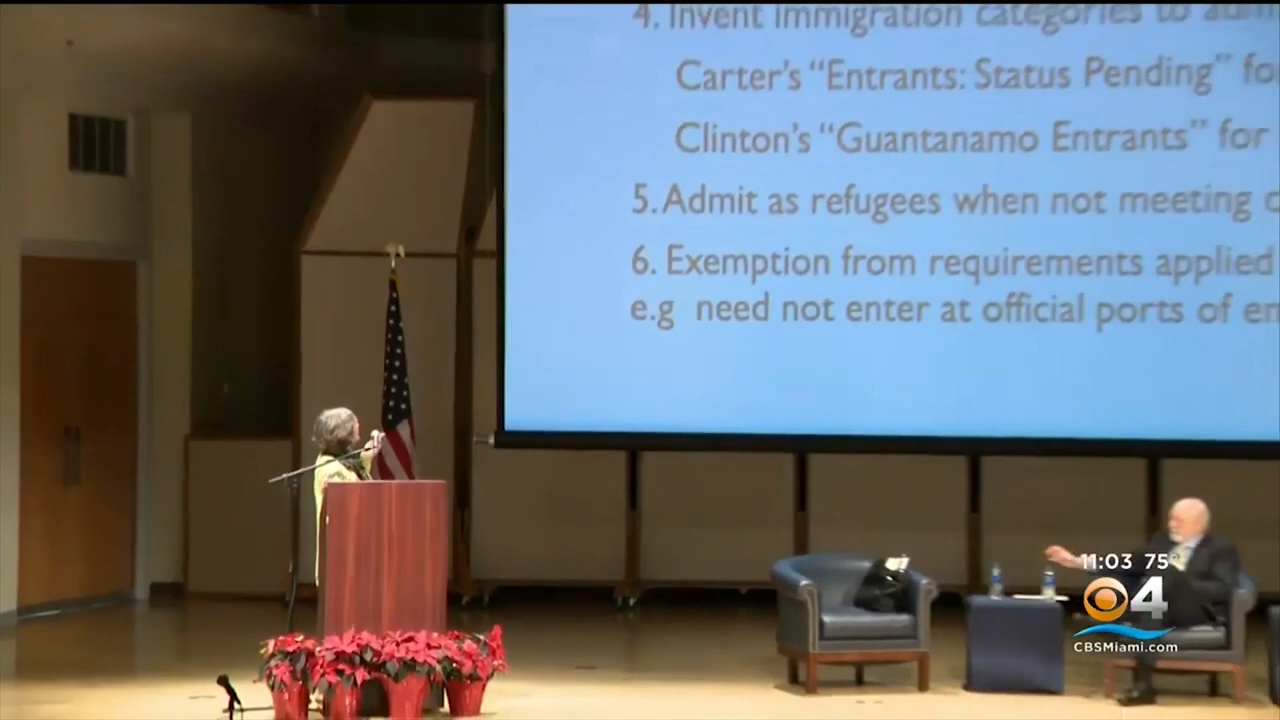 4. Invent immigration categories to
Carter's "Entrants: Status Pending"
Clinton's "Guantanamo Entrants" for
5. Admit as refugees when not meeting
6. Exemption from requirements applied
e.g need not enter at official ports of
11:03 75°
4
CBSMiami.com